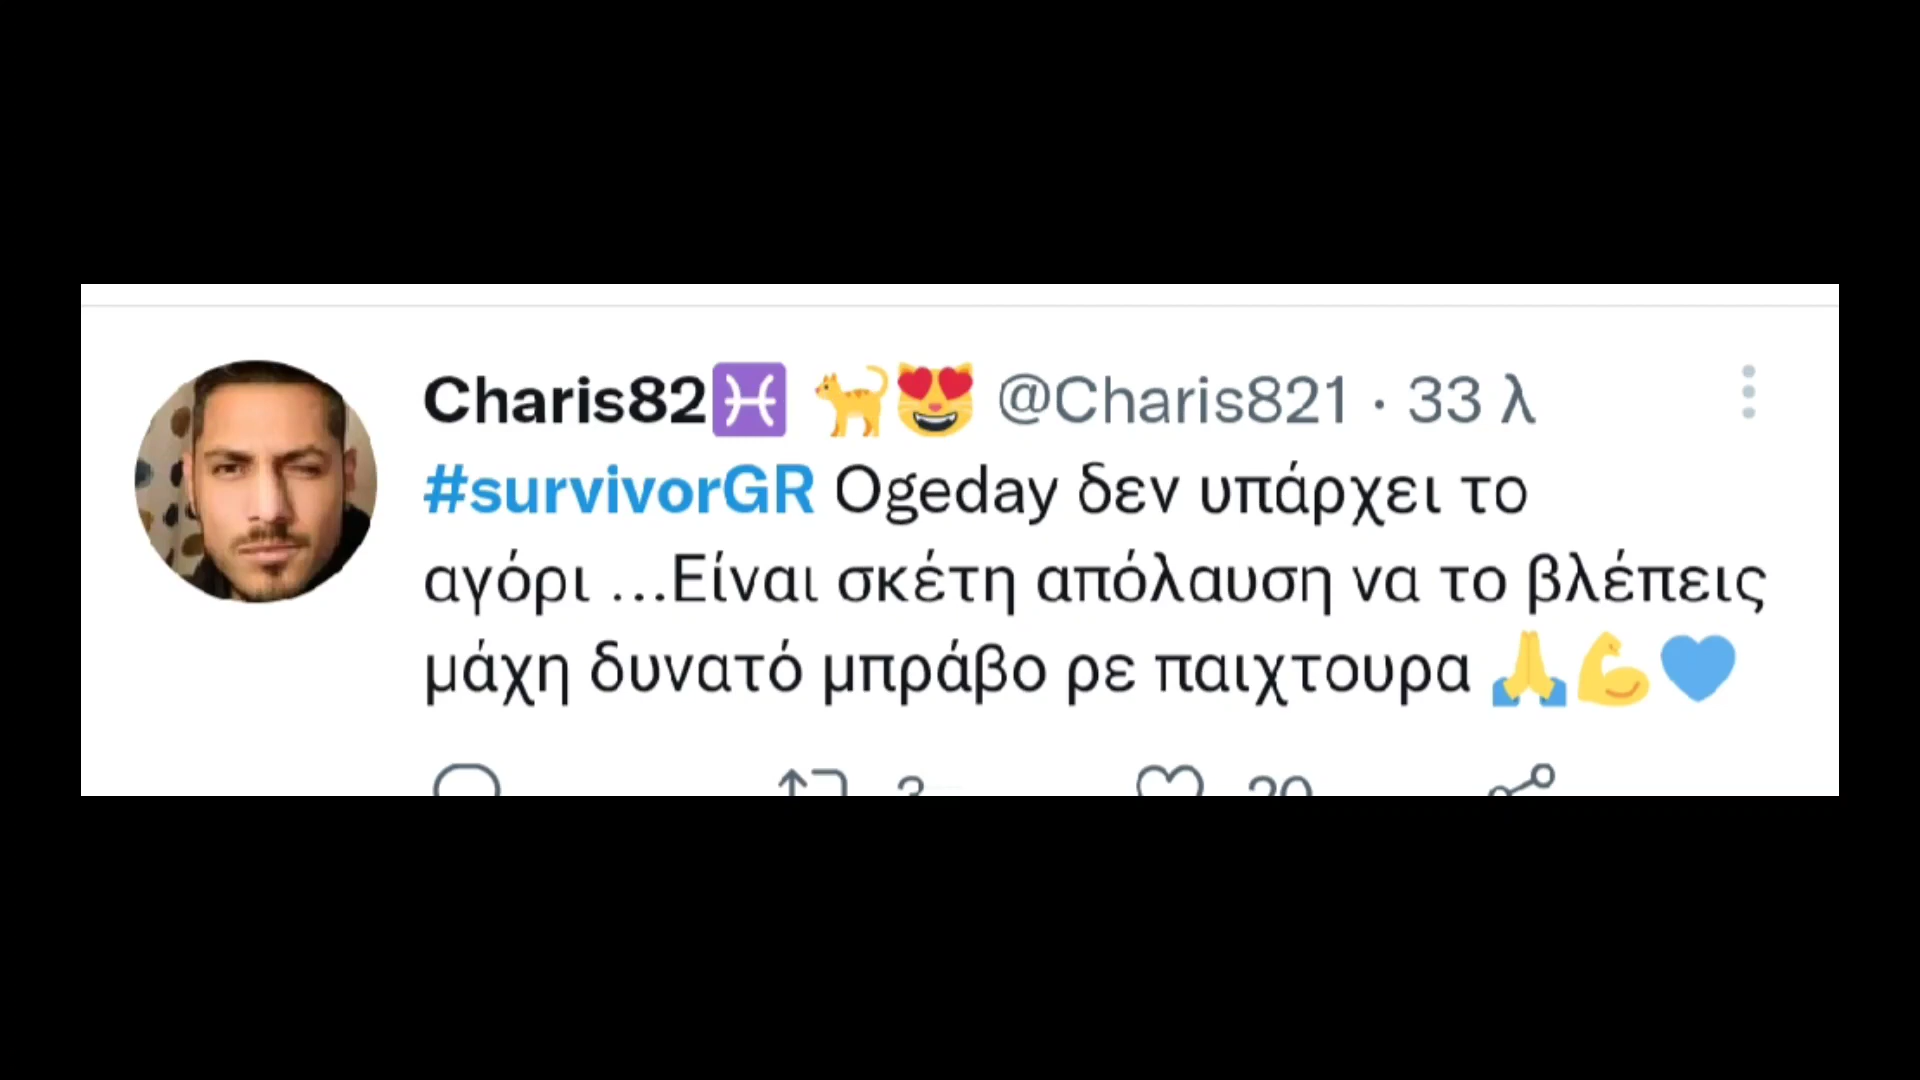 Charis82♓ 🐈😻 @Charis821 · 33 λ
#survivorGR Ogeday δεν υπάρχει το
αγόρι ...Είναι σκέτη απόλαυση να το βλέπεις
μάχη δυνατό μπράβο ρε παιχτουρα 🙏💪💙